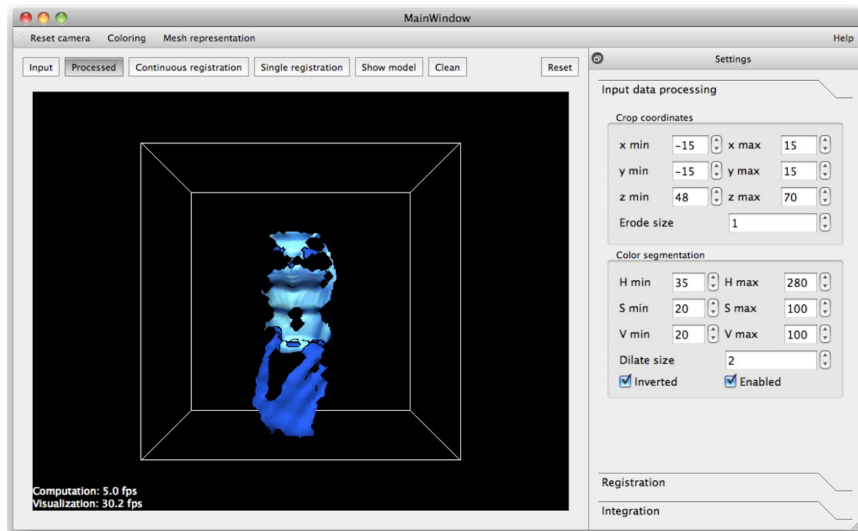 MainWindow
Reset camera Coloring Mesh representation Help
Input Processed Continuous registration Single registration Show model Clean Reset
Settings
Input data processing
Crop coordinates
x min -15 x max 15
y min -15 y max 15
z min 48 z max 70
Erode size 1
Color segmentation
H min 35 H max 280
S min 20 S max 100
V min 20 V max 100
Dilate size 2
Inverted Enabled
Registration
Integration
Computation: 5.0 fps
Visualization: 30.2 fps